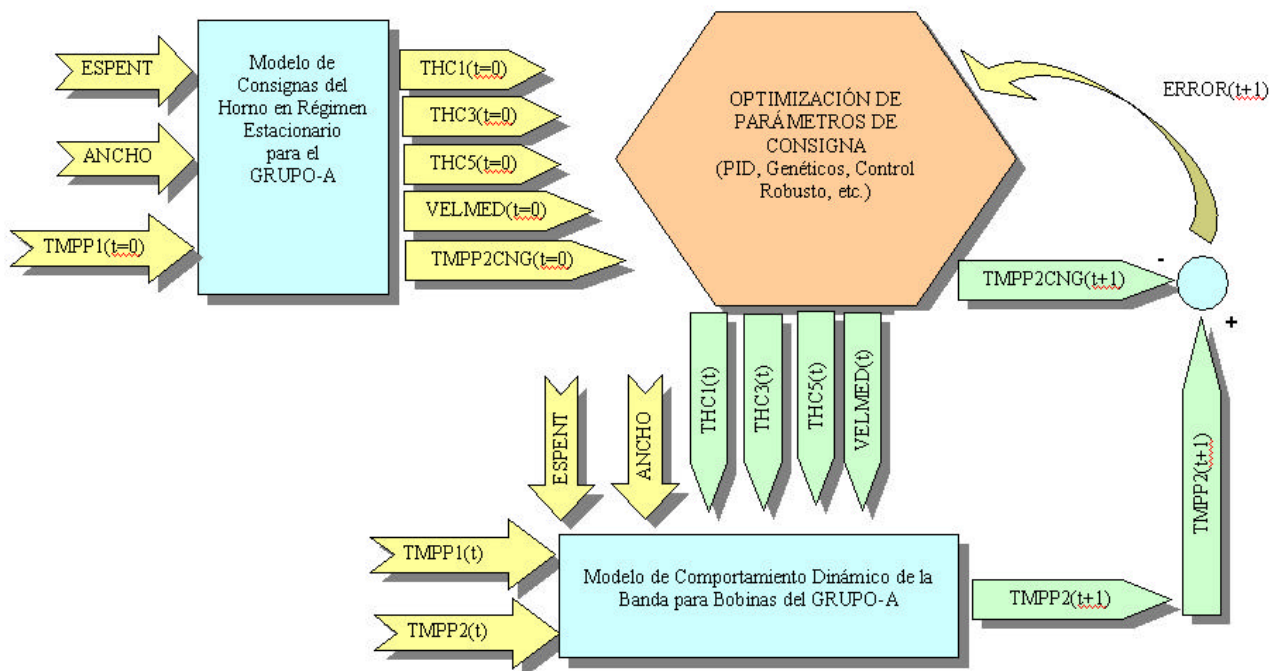 ESPENT
ANCHO
TMPP1(t=0)
Modelo de
Consignas del
Horno en Régimen
Estacionario
para el
GRUPO-A
THC1(t=0)
THC3(t=0)
THC5(t=0)
VELMED(t=0)
TMPP2CNG(t=0)
OPTIMIZACIÓN DE
PARÁMETROS DE
CONSIGNA
(PID, Genéticos, Control
Robusto, etc.)
ERROR(t+1)
TMPP2CNG(t+1)
-
+
ESPENT
ANCHO
THC1(t)
THC3(t)
THC5(t)
VELMED(t)
TMPP2(t+1)
TMPP1(t)
TMPP2(t)
Modelo de Comportamiento Dinámico de la
Banda para Bobinas del GRUPO-A
TMPP2(t+1)